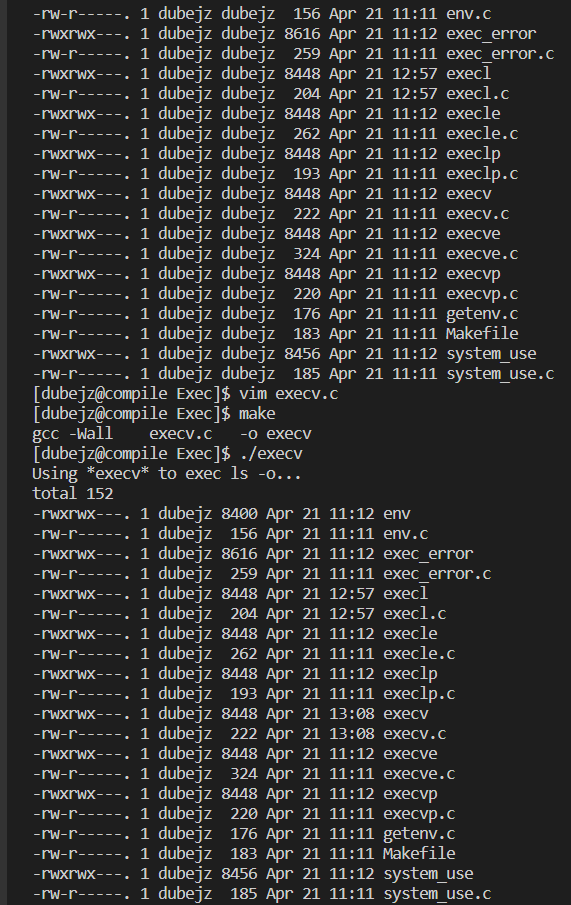 -rw-r-----. 1 dubejz dubejz  156 Apr 21 11:11 env.c
-rwxrwx---. 1 dubejz dubejz 8616 Apr 21 11:12 exec_error
-rw-r-----. 1 dubejz dubejz  259 Apr 21 11:11 exec_error.c
-rwxrwx---. 1 dubejz dubejz 8448 Apr 21 12:57 execl
-rw-r-----. 1 dubejz dubejz  204 Apr 21 12:57 execl.c
-rwxrwx---. 1 dubejz dubejz 8448 Apr 21 11:12 execle
-rw-r-----. 1 dubejz dubejz  262 Apr 21 11:11 execle.c
-rwxrwx---. 1 dubejz dubejz 8448 Apr 21 11:12 execlp
-rw-r-----. 1 dubejz dubejz  193 Apr 21 11:11 execlp.c
-rwxrwx---. 1 dubejz dubejz 8448 Apr 21 11:12 execv
-rw-r-----. 1 dubejz dubejz  222 Apr 21 11:11 execv.c
-rwxrwx---. 1 dubejz dubejz 8448 Apr 21 11:12 execve
-rw-r-----. 1 dubejz dubejz  324 Apr 21 11:11 execve.c
-rwxrwx---. 1 dubejz dubejz 8448 Apr 21 11:12 execvp
-rw-r-----. 1 dubejz dubejz  220 Apr 21 11:11 execvp.c
-rw-r-----. 1 dubejz dubejz  176 Apr 21 11:11 getenv.c
-rw-r-----. 1 dubejz dubejz  183 Apr 21 11:11 Makefile
-rwxrwx---. 1 dubejz dubejz 8456 Apr 21 11:12 system_use
-rw-r-----. 1 dubejz dubejz  185 Apr 21 11:11 system_use.c
[dubejz@compile Exec]$ vim execv.c
[dubejz@compile Exec]$ make
gcc -Wall    execv.c   -o execv
[dubejz@compile Exec]$ ./execv
Using *execv* to exec ls -o...
total 152
-rwxrwx---. 1 dubejz 8400 Apr 21 11:12 env
-rw-r-----. 1 dubejz  156 Apr 21 11:11 env.c
-rwxrwx---. 1 dubejz 8616 Apr 21 11:12 exec_error
-rw-r-----. 1 dubejz  259 Apr 21 11:11 exec_error.c
-rwxrwx---. 1 dubejz 8448 Apr 21 12:57 execl
-rw-r-----. 1 dubejz  204 Apr 21 12:57 execl.c
-rwxrwx---. 1 dubejz 8448 Apr 21 11:12 execle
-rw-r-----. 1 dubejz  262 Apr 21 11:11 execle.c
-rwxrwx---. 1 dubejz 8448 Apr 21 11:12 execlp
-rw-r-----. 1 dubejz  193 Apr 21 11:11 execlp.c
-rwxrwx---. 1 dubejz 8448 Apr 21 13:08 execv
-rw-r-----. 1 dubejz  222 Apr 21 13:08 execv.c
-rwxrwx---. 1 dubejz 8448 Apr 21 11:12 execve
-rw-r-----. 1 dubejz  324 Apr 21 11:11 execve.c
-rwxrwx---. 1 dubejz 8448 Apr 21 11:12 execvp
-rw-r-----. 1 dubejz  220 Apr 21 11:11 execvp.c
-rw-r-----. 1 dubejz  176 Apr 21 11:11 getenv.c
-rw-r-----. 1 dubejz  183 Apr 21 11:11 Makefile
-rwxrwx---. 1 dubejz 8456 Apr 21 11:12 system_use
-rw-r-----. 1 dubejz  185 Apr 21 11:11 system_use.c